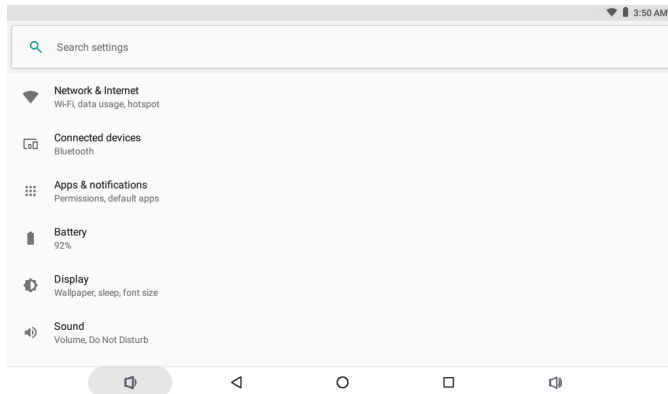 3:50 AM
Search settings
Network & Internet
Wi-Fi, data usage, hotspot
Connected devices
Bluetooth
Apps & notifications
Permissions, default apps
Battery
92%
Display
Wallpaper, sleep, font size
Sound
Volume, Do Not Disturb